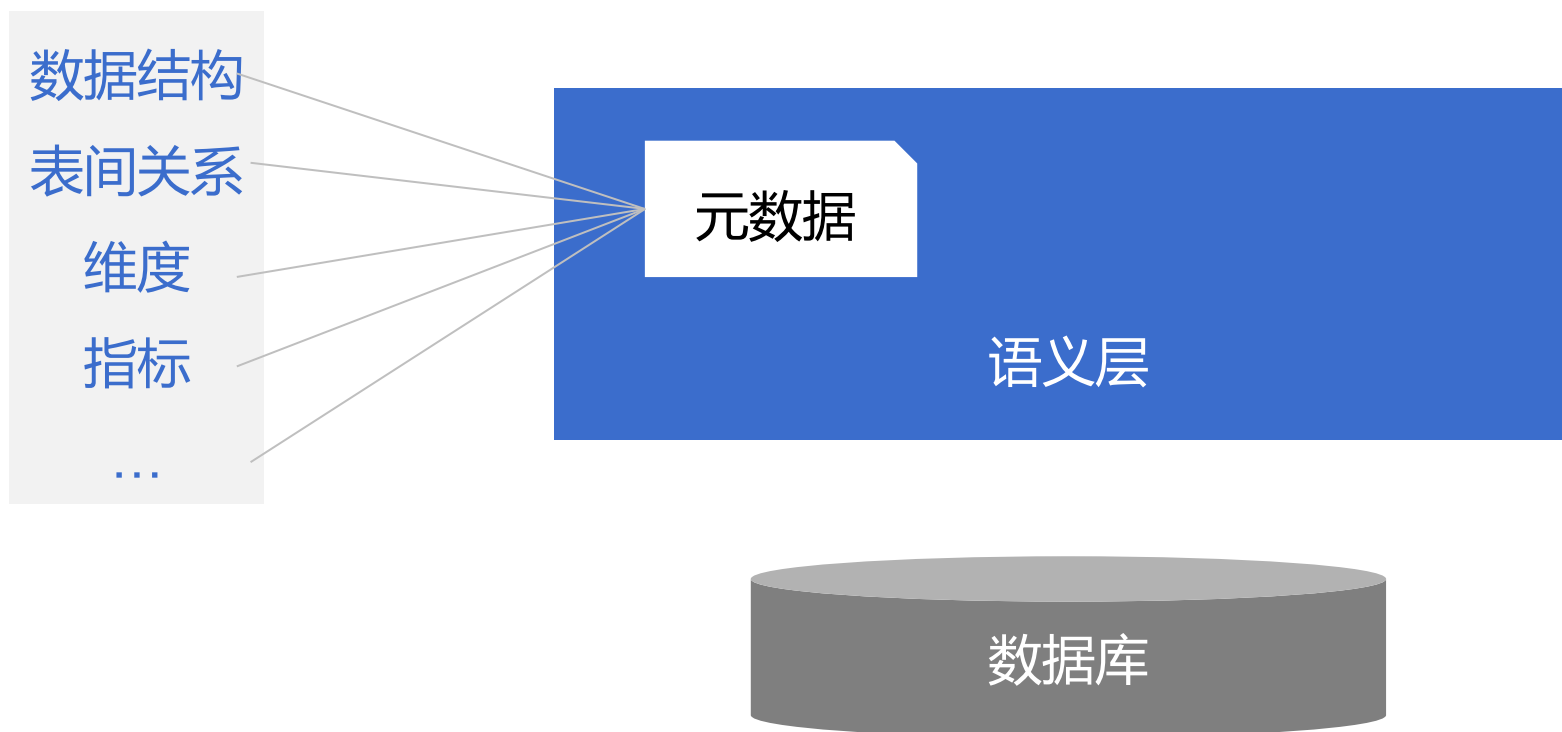 数据结构
表间关系
维度
指标
…
元数据
语义层
数据库